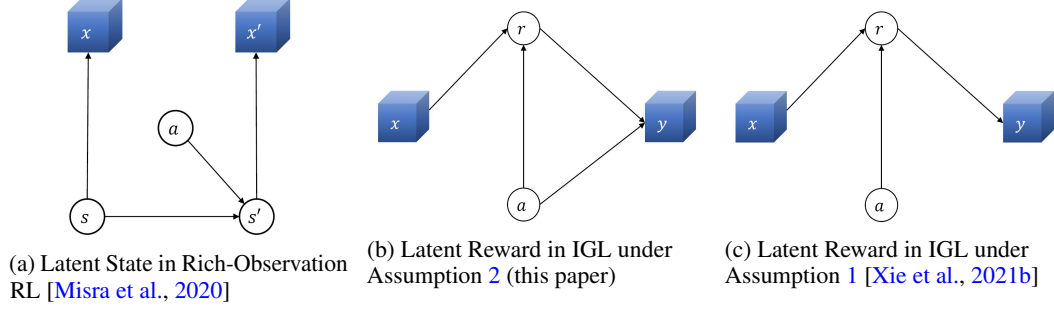 x
x′
a
s
s′
(a) Latent State in Rich-Observation
RL [Misra et al., 2020]
r
x
y
a
(b) Latent Reward in IGL under
Assumption 2 (this paper)
r
x
y
a
(c) Latent Reward in IGL under
Assumption 1 [Xie et al., 2021b]